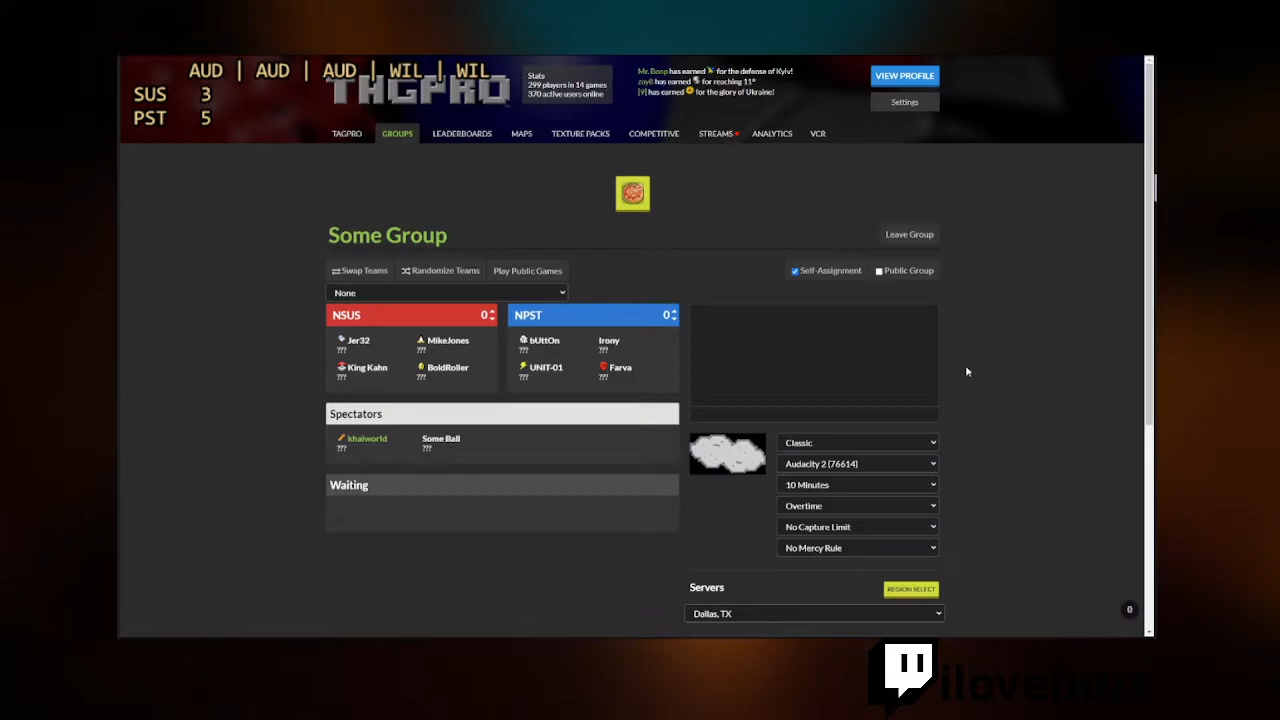 AUD | AUD | AUD | WIL | WIL
SUS 3
PST 5
TAGPRO
Stats
299 players in 14 games
370 active users online
Mr. Boop has earned for the defense of Kyiv!
zay8 has earned for reaching 11°
[9] has earned for the glory of Ukraine!
VIEW PROFILE
Settings
TAGPRO GROUPS LEADERBOARDS MAPS TEXTURE PACKS COMPETITIVE STREAMS ANALYTICS VCR
Some Group
Leave Group
Swap Teams Randomize Teams Play Public Games
Self-Assignment Public Group
None
NSUS 0
NPST 0
Jer32 MikeJones bUttOn Irony
??? ??? ??? ???
King Kahn BoldRoller UNIT-01 Farva
??? ??? ??? ???
Spectators
khaiworld Some Ball
??? ???
Waiting
Classic
Audacity 2 (76614)
10 Minutes
Overtime
No Capture Limit
No Mercy Rule
Servers
REGION SELECT
Dallas, TX
0